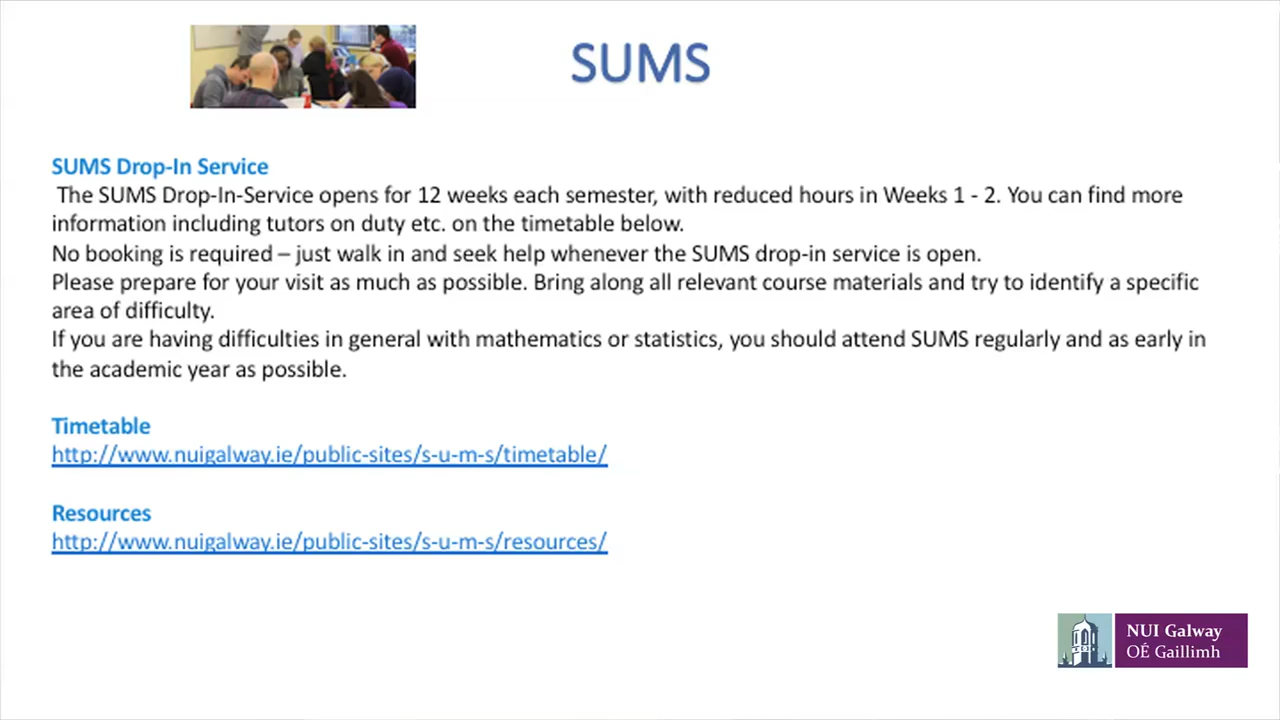 SUMS
SUMS Drop-In Service
The SUMS Drop-In-Service opens for 12 weeks each semester, with reduced hours in Weeks 1 - 2. You can find more
information including tutors on duty etc. on the timetable below.
No booking is required – just walk in and seek help whenever the SUMS drop-in service is open.
Please prepare for your visit as much as possible. Bring along all relevant course materials and try to identify a specific
area of difficulty.
If you are having difficulties in general with mathematics or statistics, you should attend SUMS regularly and as early in
the academic year as possible.
Timetable
http://www.nuigalway.ie/public-sites/s-u-m-s/timetable/
Resources
http://www.nuigalway.ie/public-sites/s-u-m-s/resources/
NUI Galway
OÉ Gaillimh